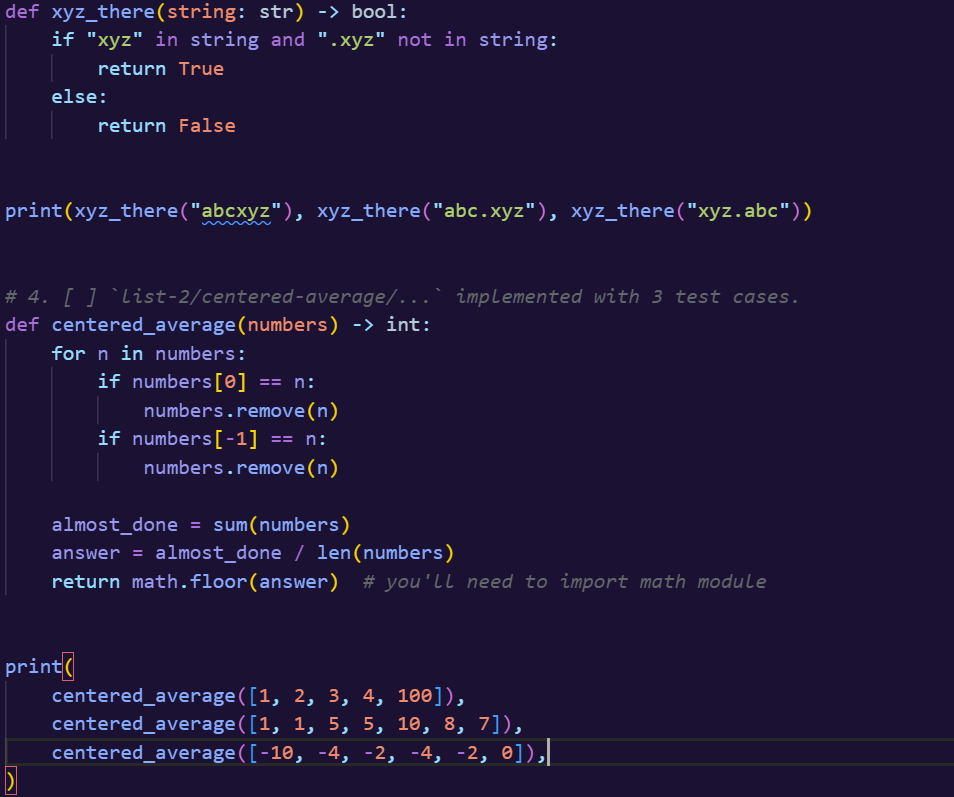 def xyz_there(string: str) -> bool:
    if "xyz" in string and ".xyz" not in string:
        return True
    else:
        return False
print(xyz_there("abcxyz"), xyz_there("abc.xyz"), xyz_there("xyz.abc"))
# 4. [ ] `list-2/centered-average/...` implemented with 3 test cases.
def centered_average(numbers) -> int:
    for n in numbers:
        if numbers[0] == n:
            numbers.remove(n)
        if numbers[-1] == n:
            numbers.remove(n)
    almost_done = sum(numbers)
    answer = almost_done / len(numbers)
    return math.floor(answer)  # you'll need to import math module
print(
    centered_average([1, 2, 3, 4, 100]),
    centered_average([1, 1, 5, 5, 10, 8, 7]),
    centered_average([-10, -4, -2, -4, -2, 0]),
)